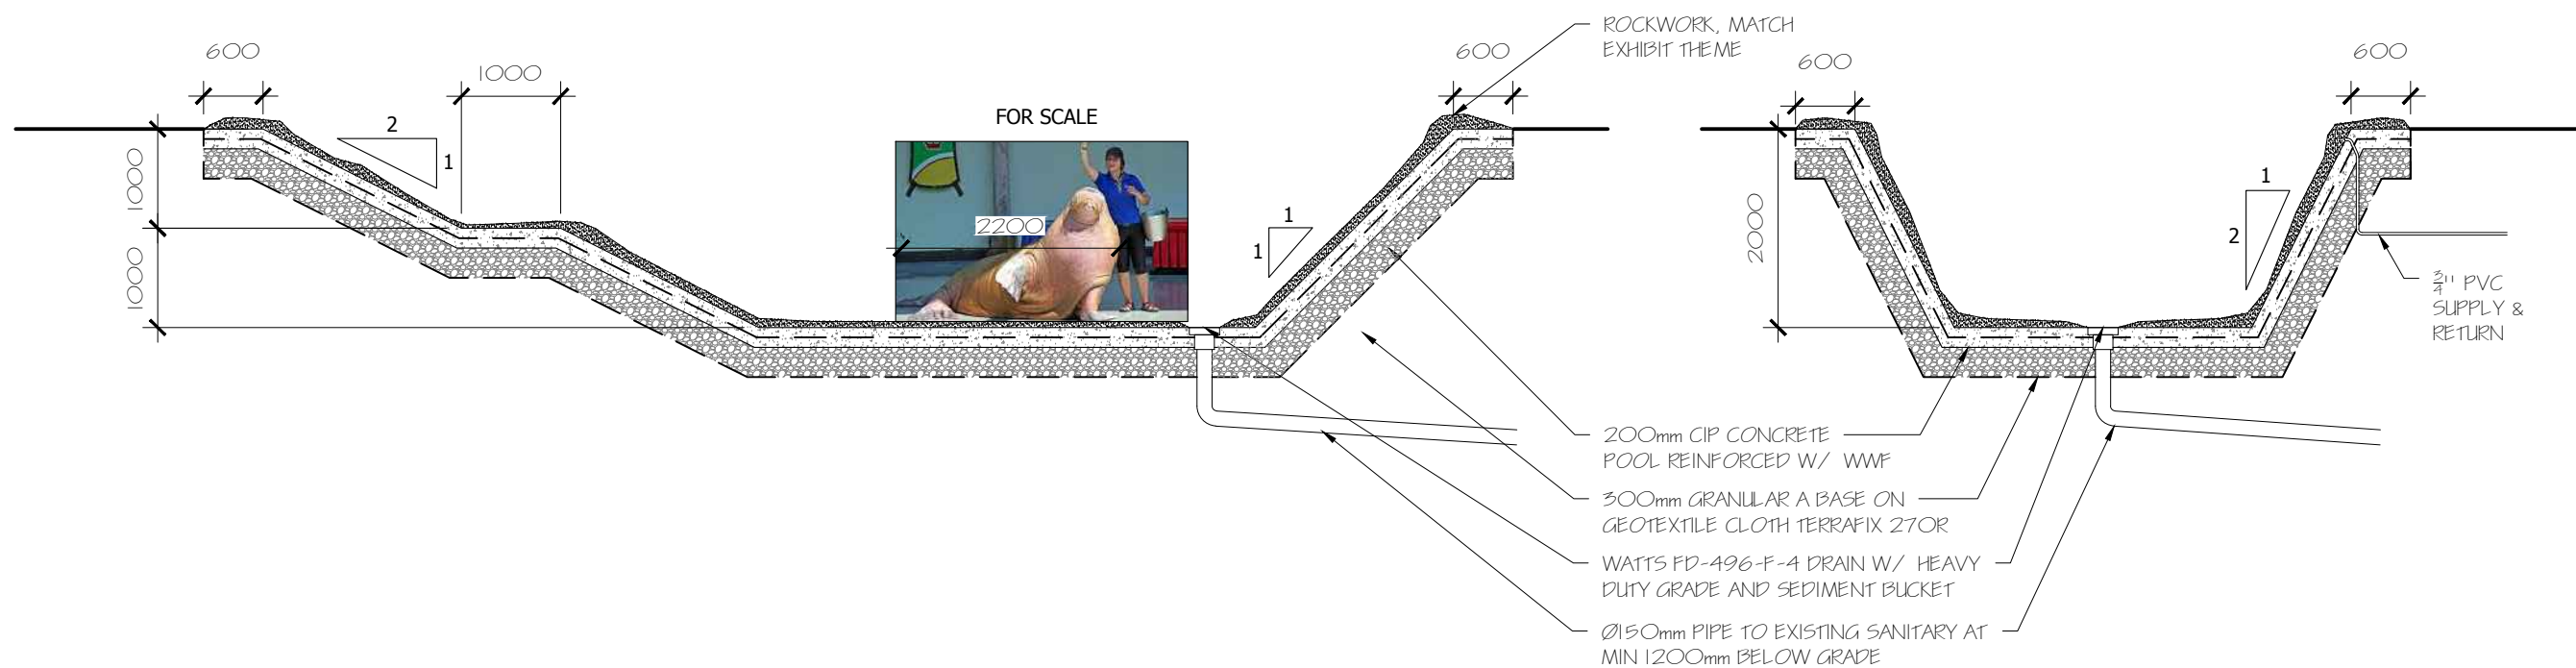 600
1000
2
1
1000
1000
FOR SCALE
2200
1
1
600
ROCKWORK, MATCH
EXHIBIT THEME
600
600
2000
1
2
3/4" PVC
SUPPLY &
RETURN
200mm CIP CONCRETE
POOL REINFORCED W/ WWF
300mm GRANULAR A BASE ON
GEOTEXTILE CLOTH TERRAFIX 270R
WATTS FD-496-F-4 DRAIN W/ HEAVY
DUTY GRADE AND SEDIMENT BUCKET
Ø150mm PIPE TO EXISTING SANITARY AT
MIN 1200mm BELOW GRADE